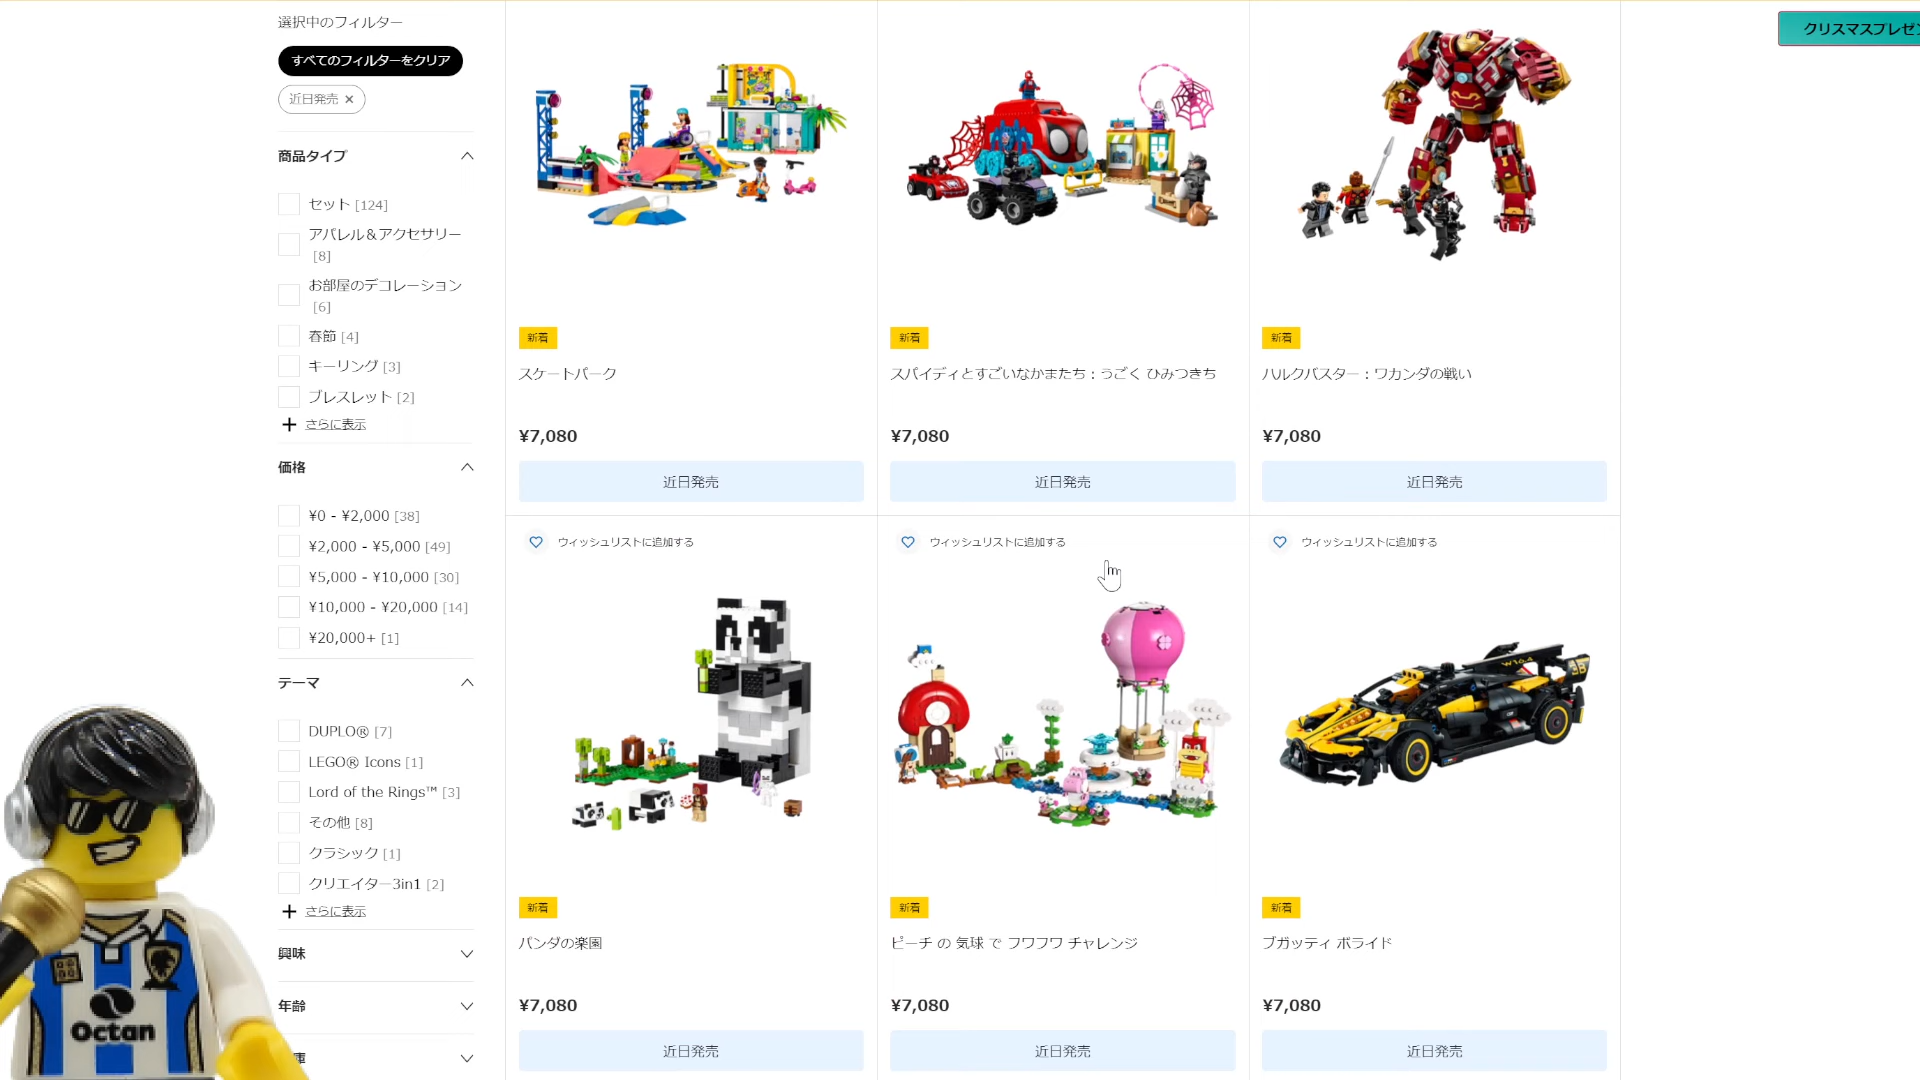 選択中のフィルター
すべてのフィルターをクリア
近日発売 ×
商品タイプ
セット [124]
アパレル＆アクセサリー
[8]
お部屋のデコレーション
[6]
春節 [4]
キーリング [3]
ブレスレット [2]
さらに表示
価格
¥0 - ¥2,000 [38]
¥2,000 - ¥5,000 [49]
¥5,000 - ¥10,000 [30]
¥10,000 - ¥20,000 [14]
¥20,000+ [1]
テーマ
DUPLO® [7]
LEGO® Icons [1]
Lord of the Rings™ [3]
その他 [8]
クラシック [1]
クリエイター3in1 [2]
さらに表示
興味
年齢
庫
Octan
新着
スケートパーク
¥7,080
近日発売
新着
スパイディとすごいなかまたち：うごく ひみつきち
¥7,080
近日発売
新着
ハルクバスター：ワカンダの戦い
¥7,080
近日発売
ウィッシュリストに追加する
新着
パンダの楽園
¥7,080
近日発売
ウィッシュリストに追加する
新着
ピーチ の 気球 で フワフワ チャレンジ
¥7,080
近日発売
ウィッシュリストに追加する
W16.4
新着
ブガッティ ボライド
¥7,080
近日発売
クリスマスプレゼン